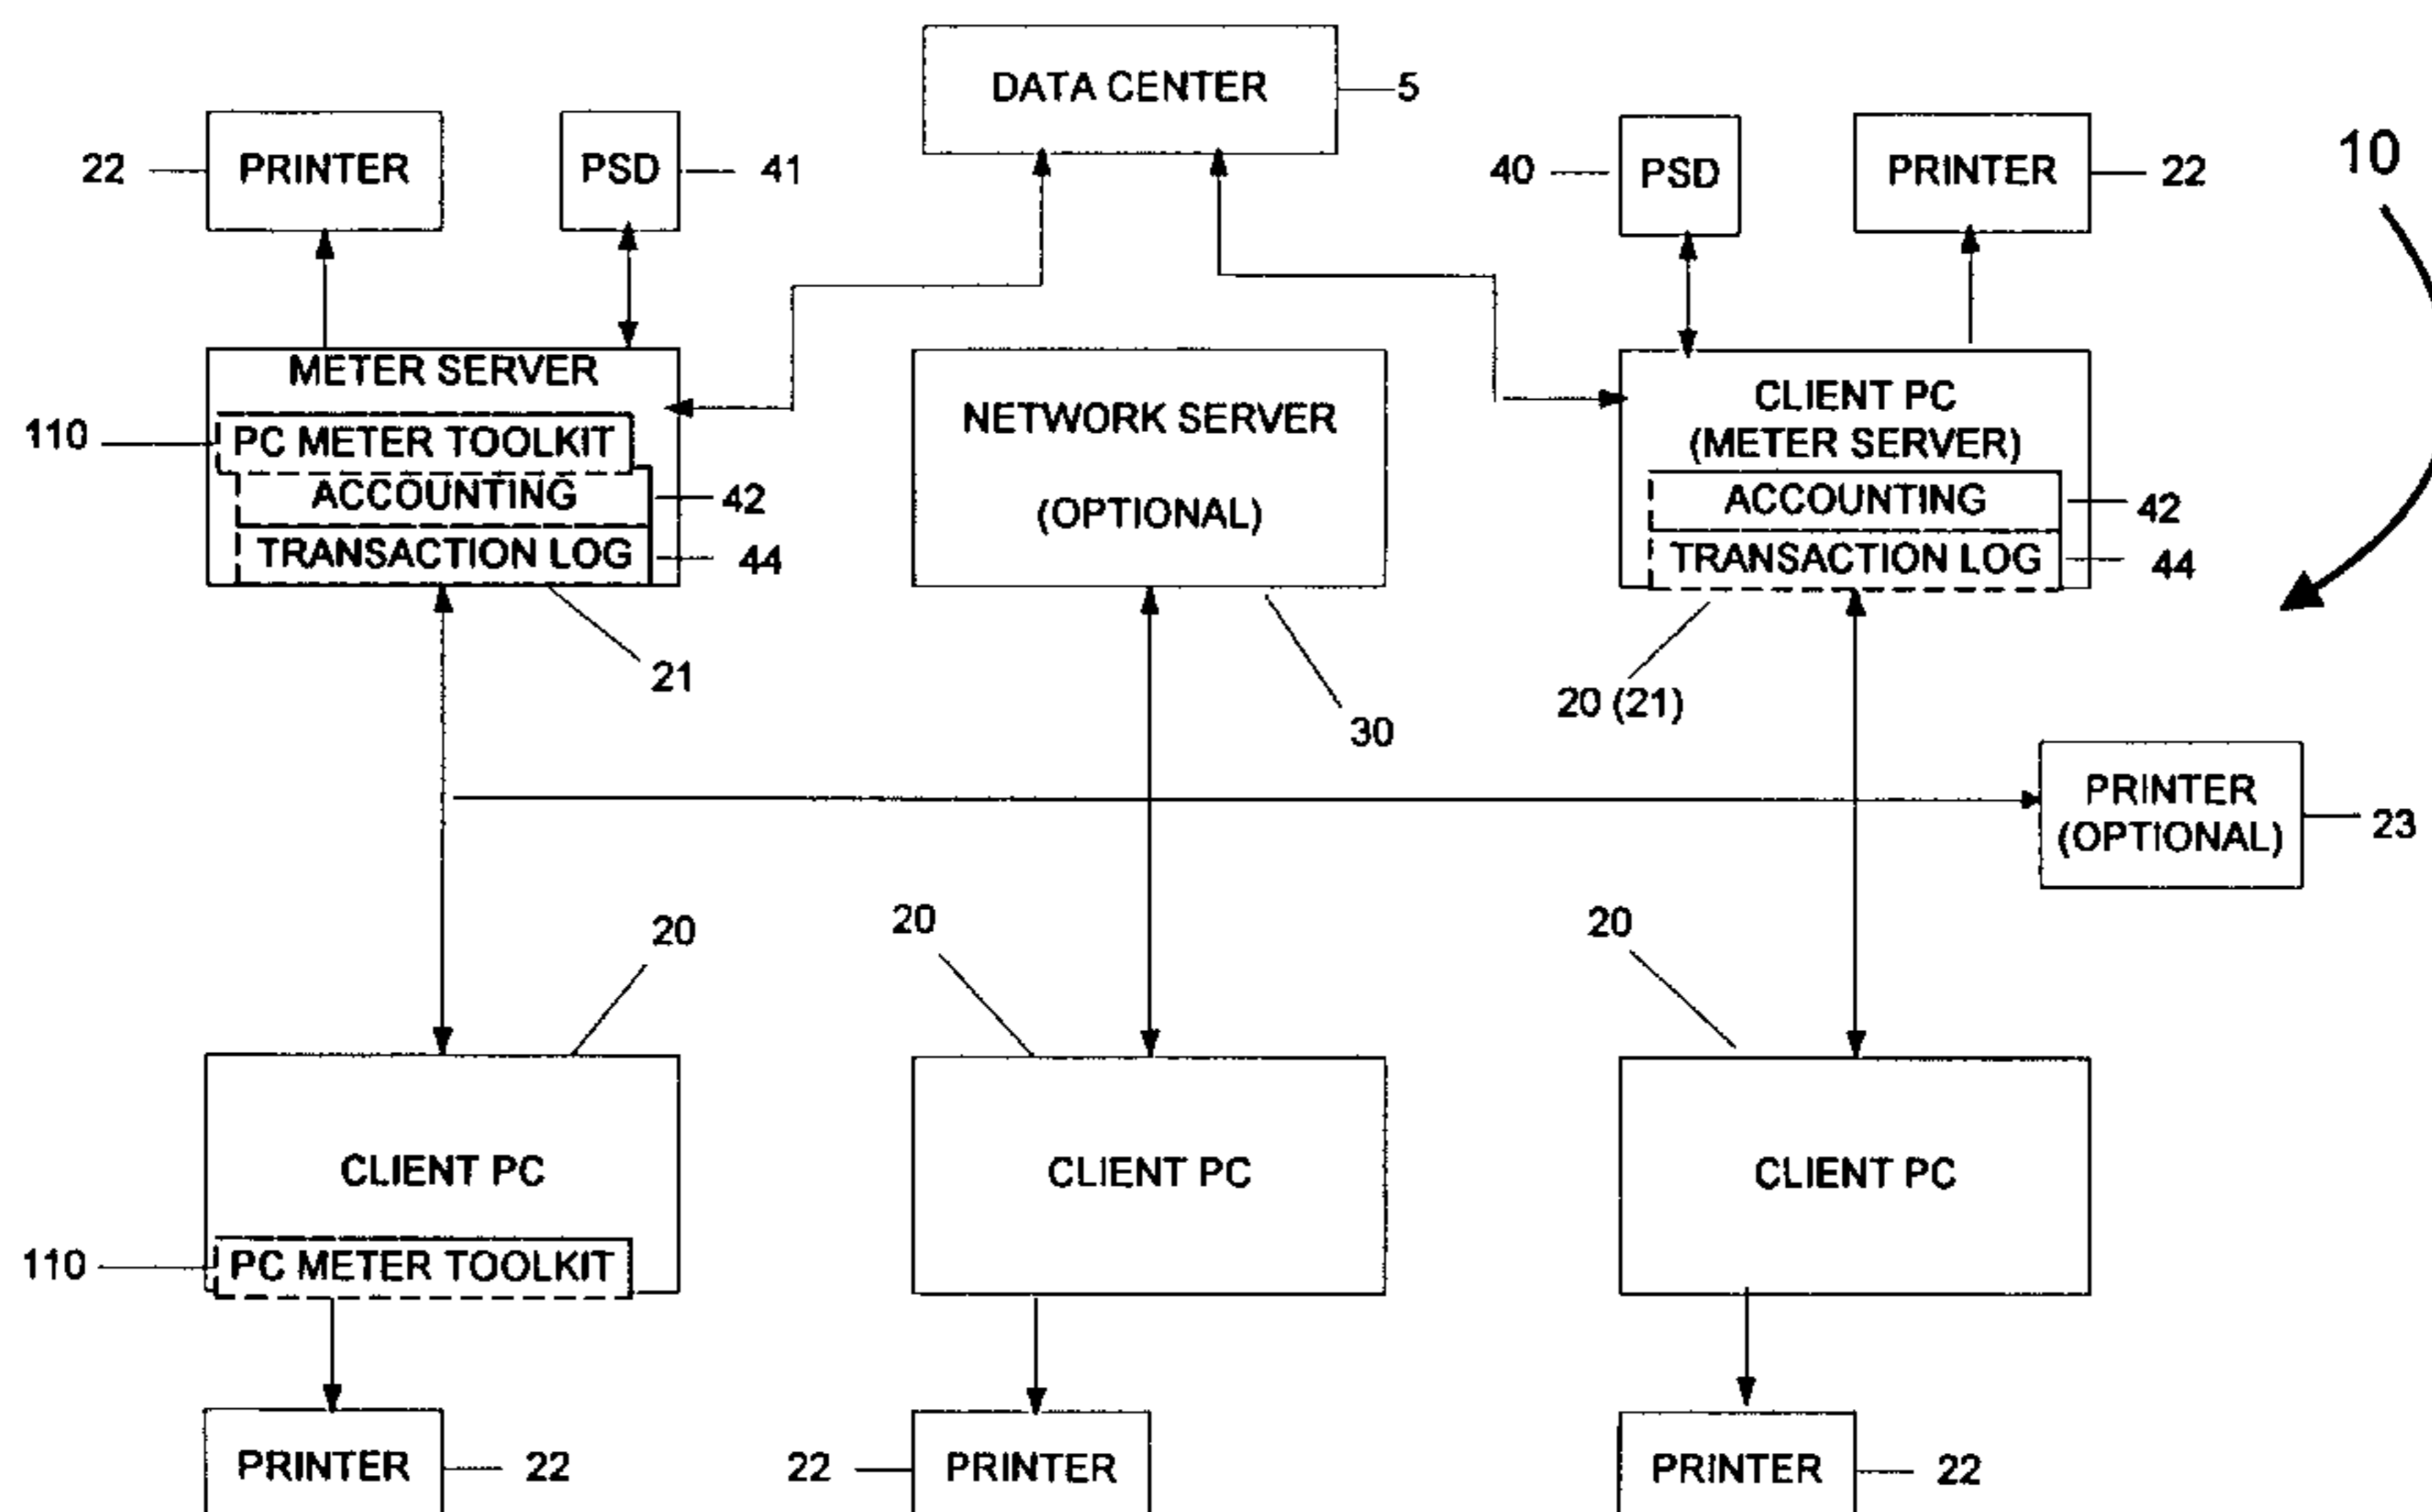 DATA CENTER
5
22
PRINTER
PSD
41
40
PSD
PRINTER
22
10
METER SERVER
110
PC METER TOOLKIT
ACCOUNTING
42
TRANSACTION LOG
44
21
NETWORK SERVER
(OPTIONAL)
30
CLIENT PC
(METER SERVER)
ACCOUNTING
42
TRANSACTION LOG
44
20 (21)
PRINTER
(OPTIONAL)
23
20
20
20
CLIENT PC
110
PC METER TOOLKIT
CLIENT PC
CLIENT PC
PRINTER
22
22
PRINTER
PRINTER
22